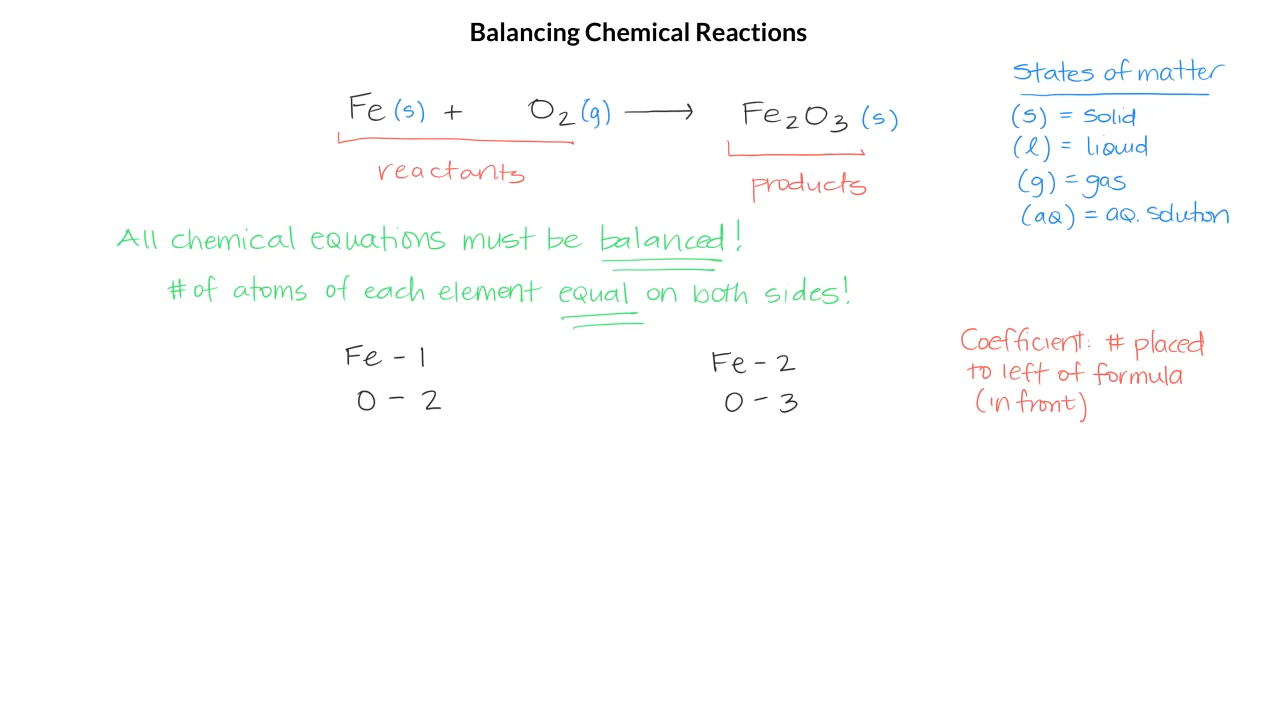 Balancing Chemical Reactions
Fe (s) + O₂ (g) ⟶ Fe₂O₃ (s)
reactants
products
States of matter
(s) = solid
(l) = liquid
(g) = gas
(aq) = aq. solution
All chemical equations must be balanced!
# of atoms of each element equal on both sides!
Fe - 1
O - 2
Fe - 2
O - 3
Coefficient: # placed
to left of formula
(in front)